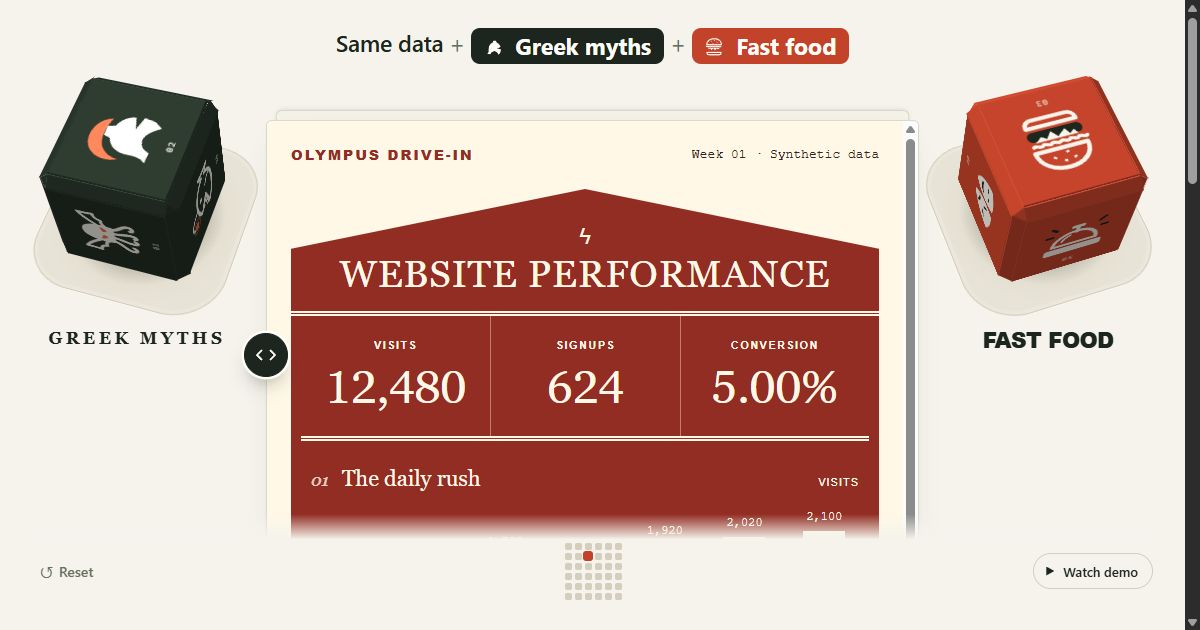 Same data + Greek myths + Fast food
OLYMPUS DRIVE-IN
Week 01 · Synthetic data
WEBSITE PERFORMANCE
VISITS
12,480
SIGNUPS
624
CONVERSION
5.00%
01 The daily rush
VISITS
1,920
2,020
2,100
02
03
GREEK MYTHS
FAST FOOD
Reset
Watch demo